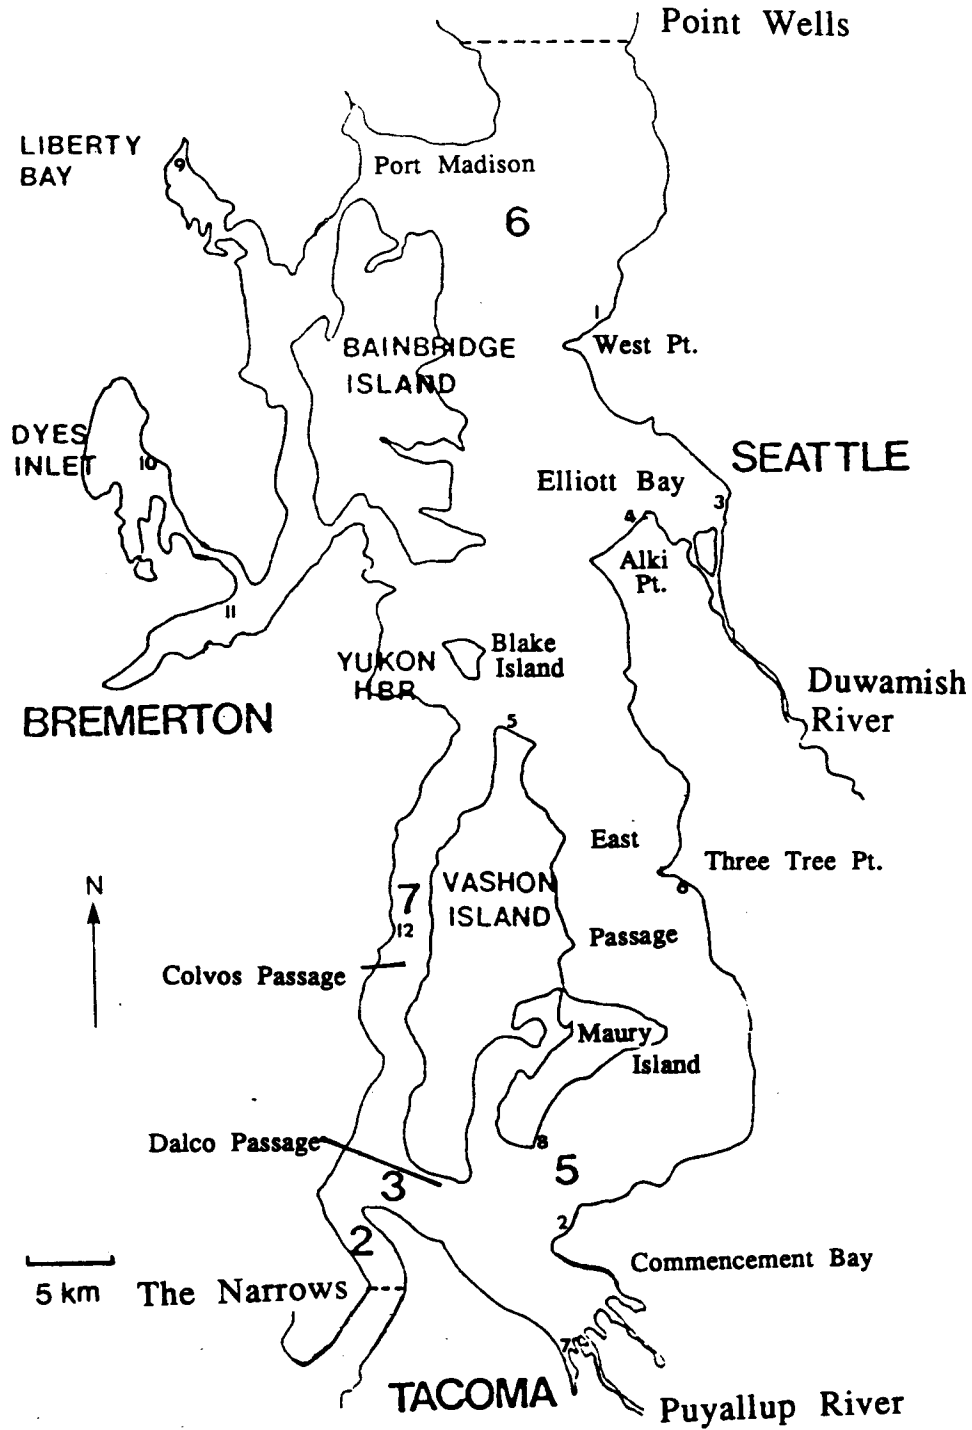 Point Wells
LIBERTY
BAY
9
Port Madison
6
1
West Pt.
BAINBRIDGE
ISLAND
DYES
INLET
10
SEATTLE
Elliott Bay
3
4
Alki
Pt.
11
YUKON
HBR
Blake
Island
Duwamish
River
BREMERTON
5
East
Three Tree Pt.
6
N
7
VASHON
ISLAND
12
Passage
Colvos Passage
Maury
Island
Dalco Passage
8
5
3
2
2
Commencement Bay
5 km
The Narrows
7
TACOMA
Puyallup River